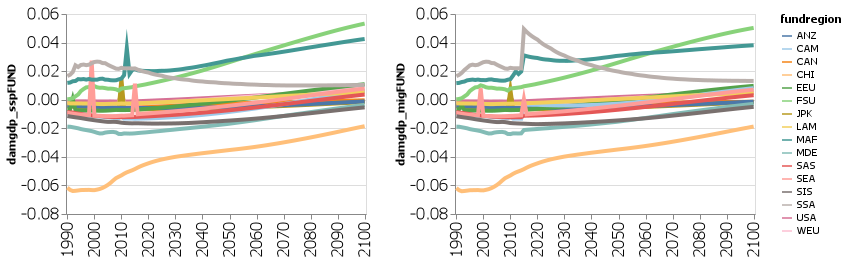 damgdp_sspFUND
0.06
0.04
0.02
0.00
-0.02
-0.04
-0.06
-0.08
1990
2000
2010
2020
2030
2040
2050
2060
2070
2080
2090
2100
damgdp_migFUND
0.06
0.04
0.02
0.00
-0.02
-0.04
-0.06
-0.08
1990
2000
2010
2020
2030
2040
2050
2060
2070
2080
2090
2100
fundregion
ANZ
CAM
CAN
CHI
EEU
FSU
JPK
LAM
MAF
MDE
SAS
SEA
SIS
SSA
USA
WEU